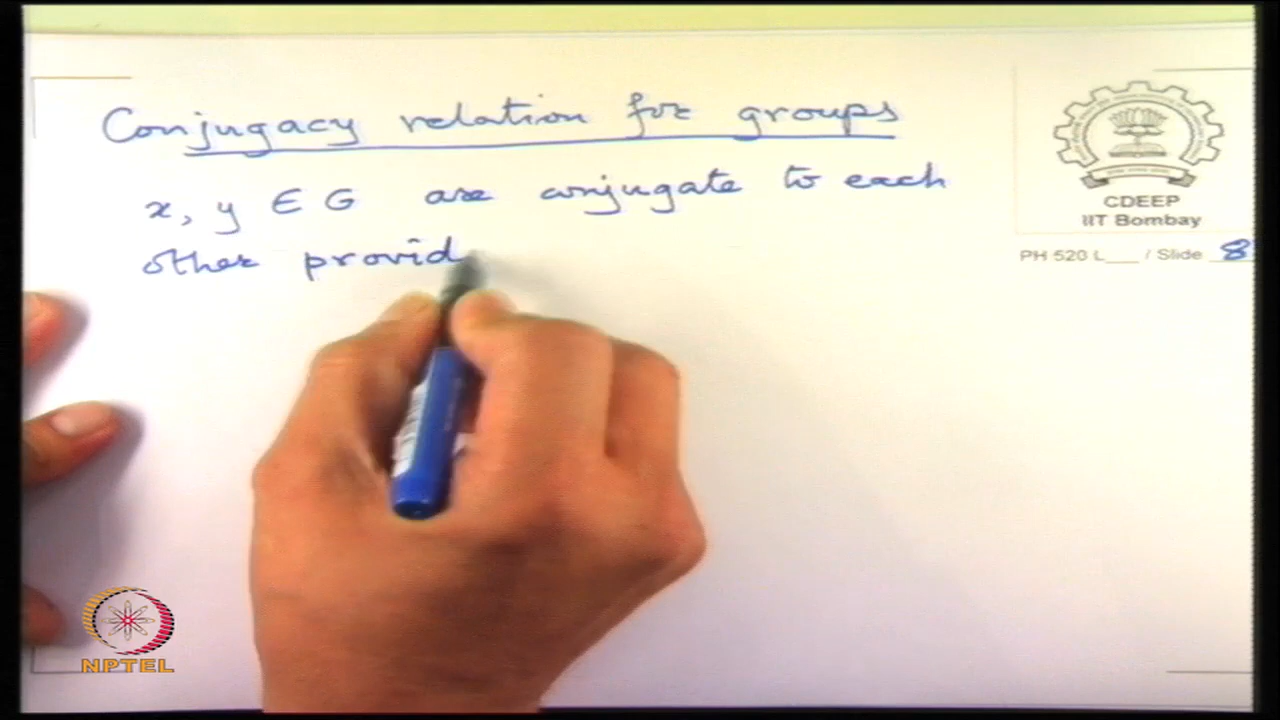 Conjugacy relation for groups
x, y ∈ G are conjugate to each
other provid
CDEEP
IIT Bombay
PH 520 L___ / Slide 8
NPTEL